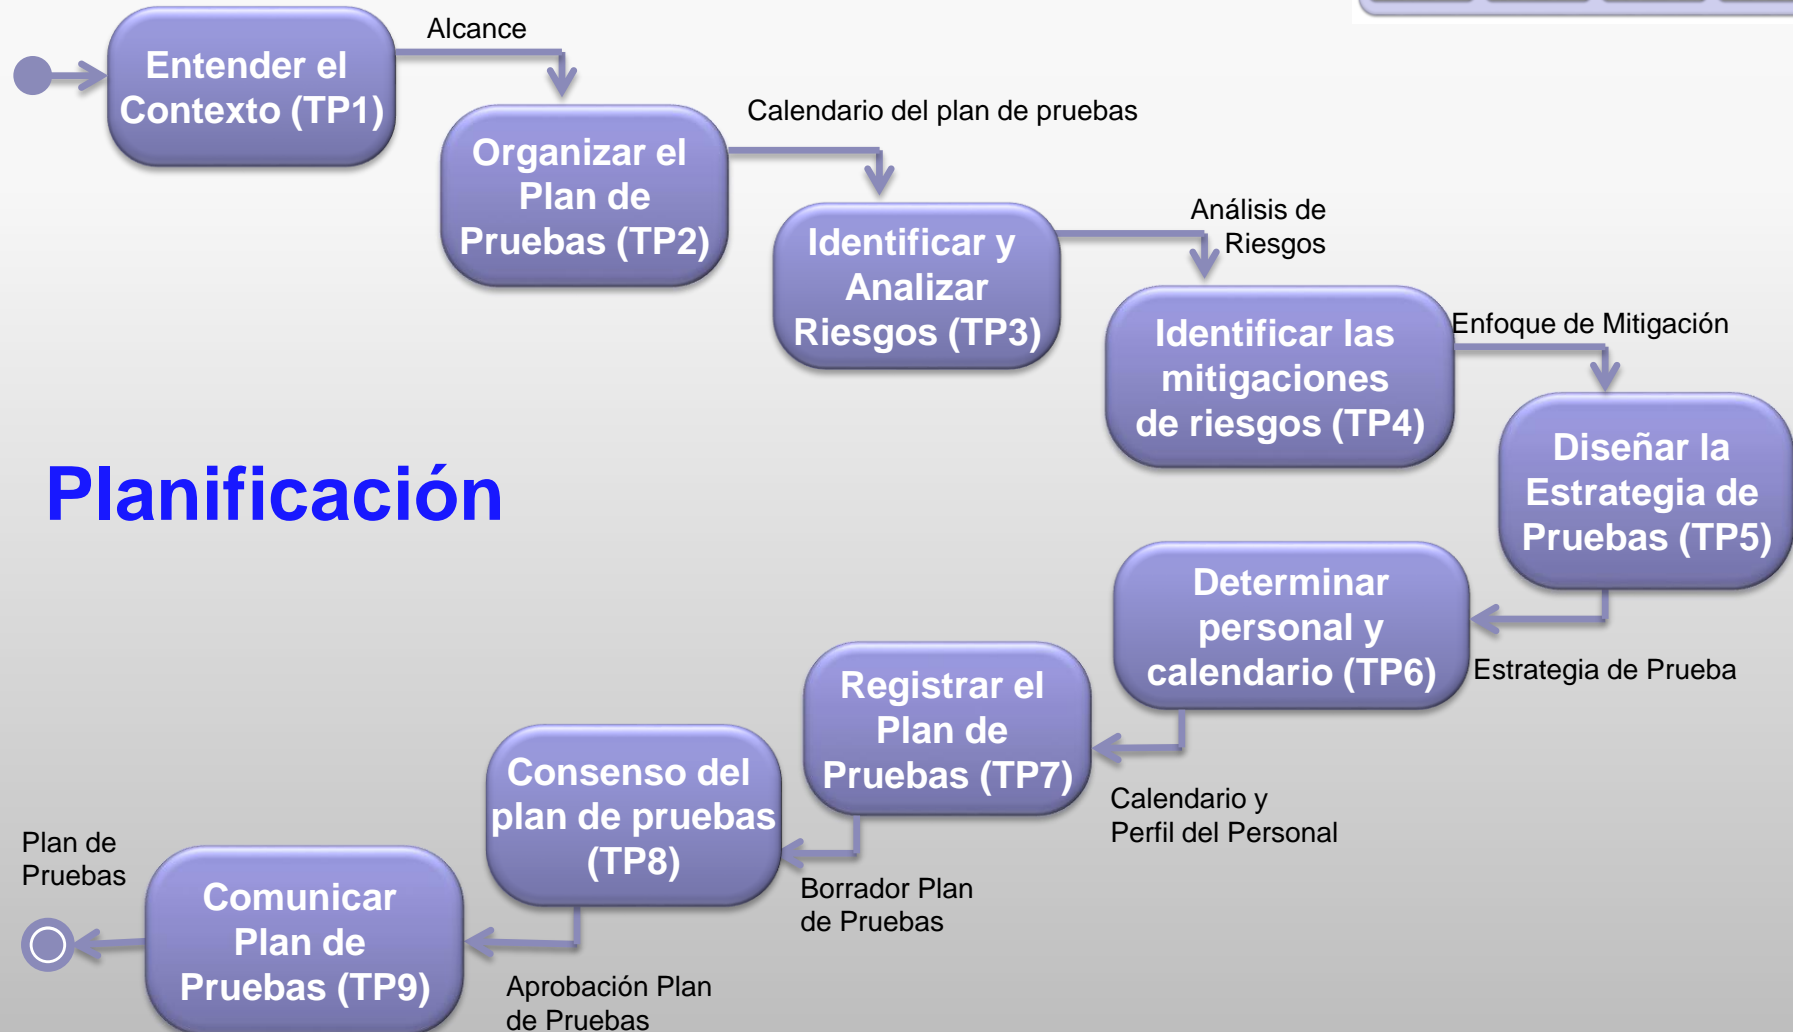 Alcance
Entender el
Contexto (TP1)
Calendario del plan de pruebas
Organizar el
Plan de
Pruebas (TP2)
Análisis de
Riesgos
Identificar y
Analizar
Riesgos (TP3)
Enfoque de Mitigación
Identificar las
mitigaciones
de riesgos (TP4)
Diseñar la
Estrategia de
Pruebas (TP5)
Planificación
Determinar
personal y
calendario (TP6)
Estrategia de Prueba
Registrar el
Plan de
Pruebas (TP7)
Calendario y
Perfil del Personal
Consenso del
plan de pruebas
(TP8)
Borrador Plan
de Pruebas
Plan de
Pruebas
Comunicar
Plan de
Pruebas (TP9)
Aprobación Plan
de Pruebas